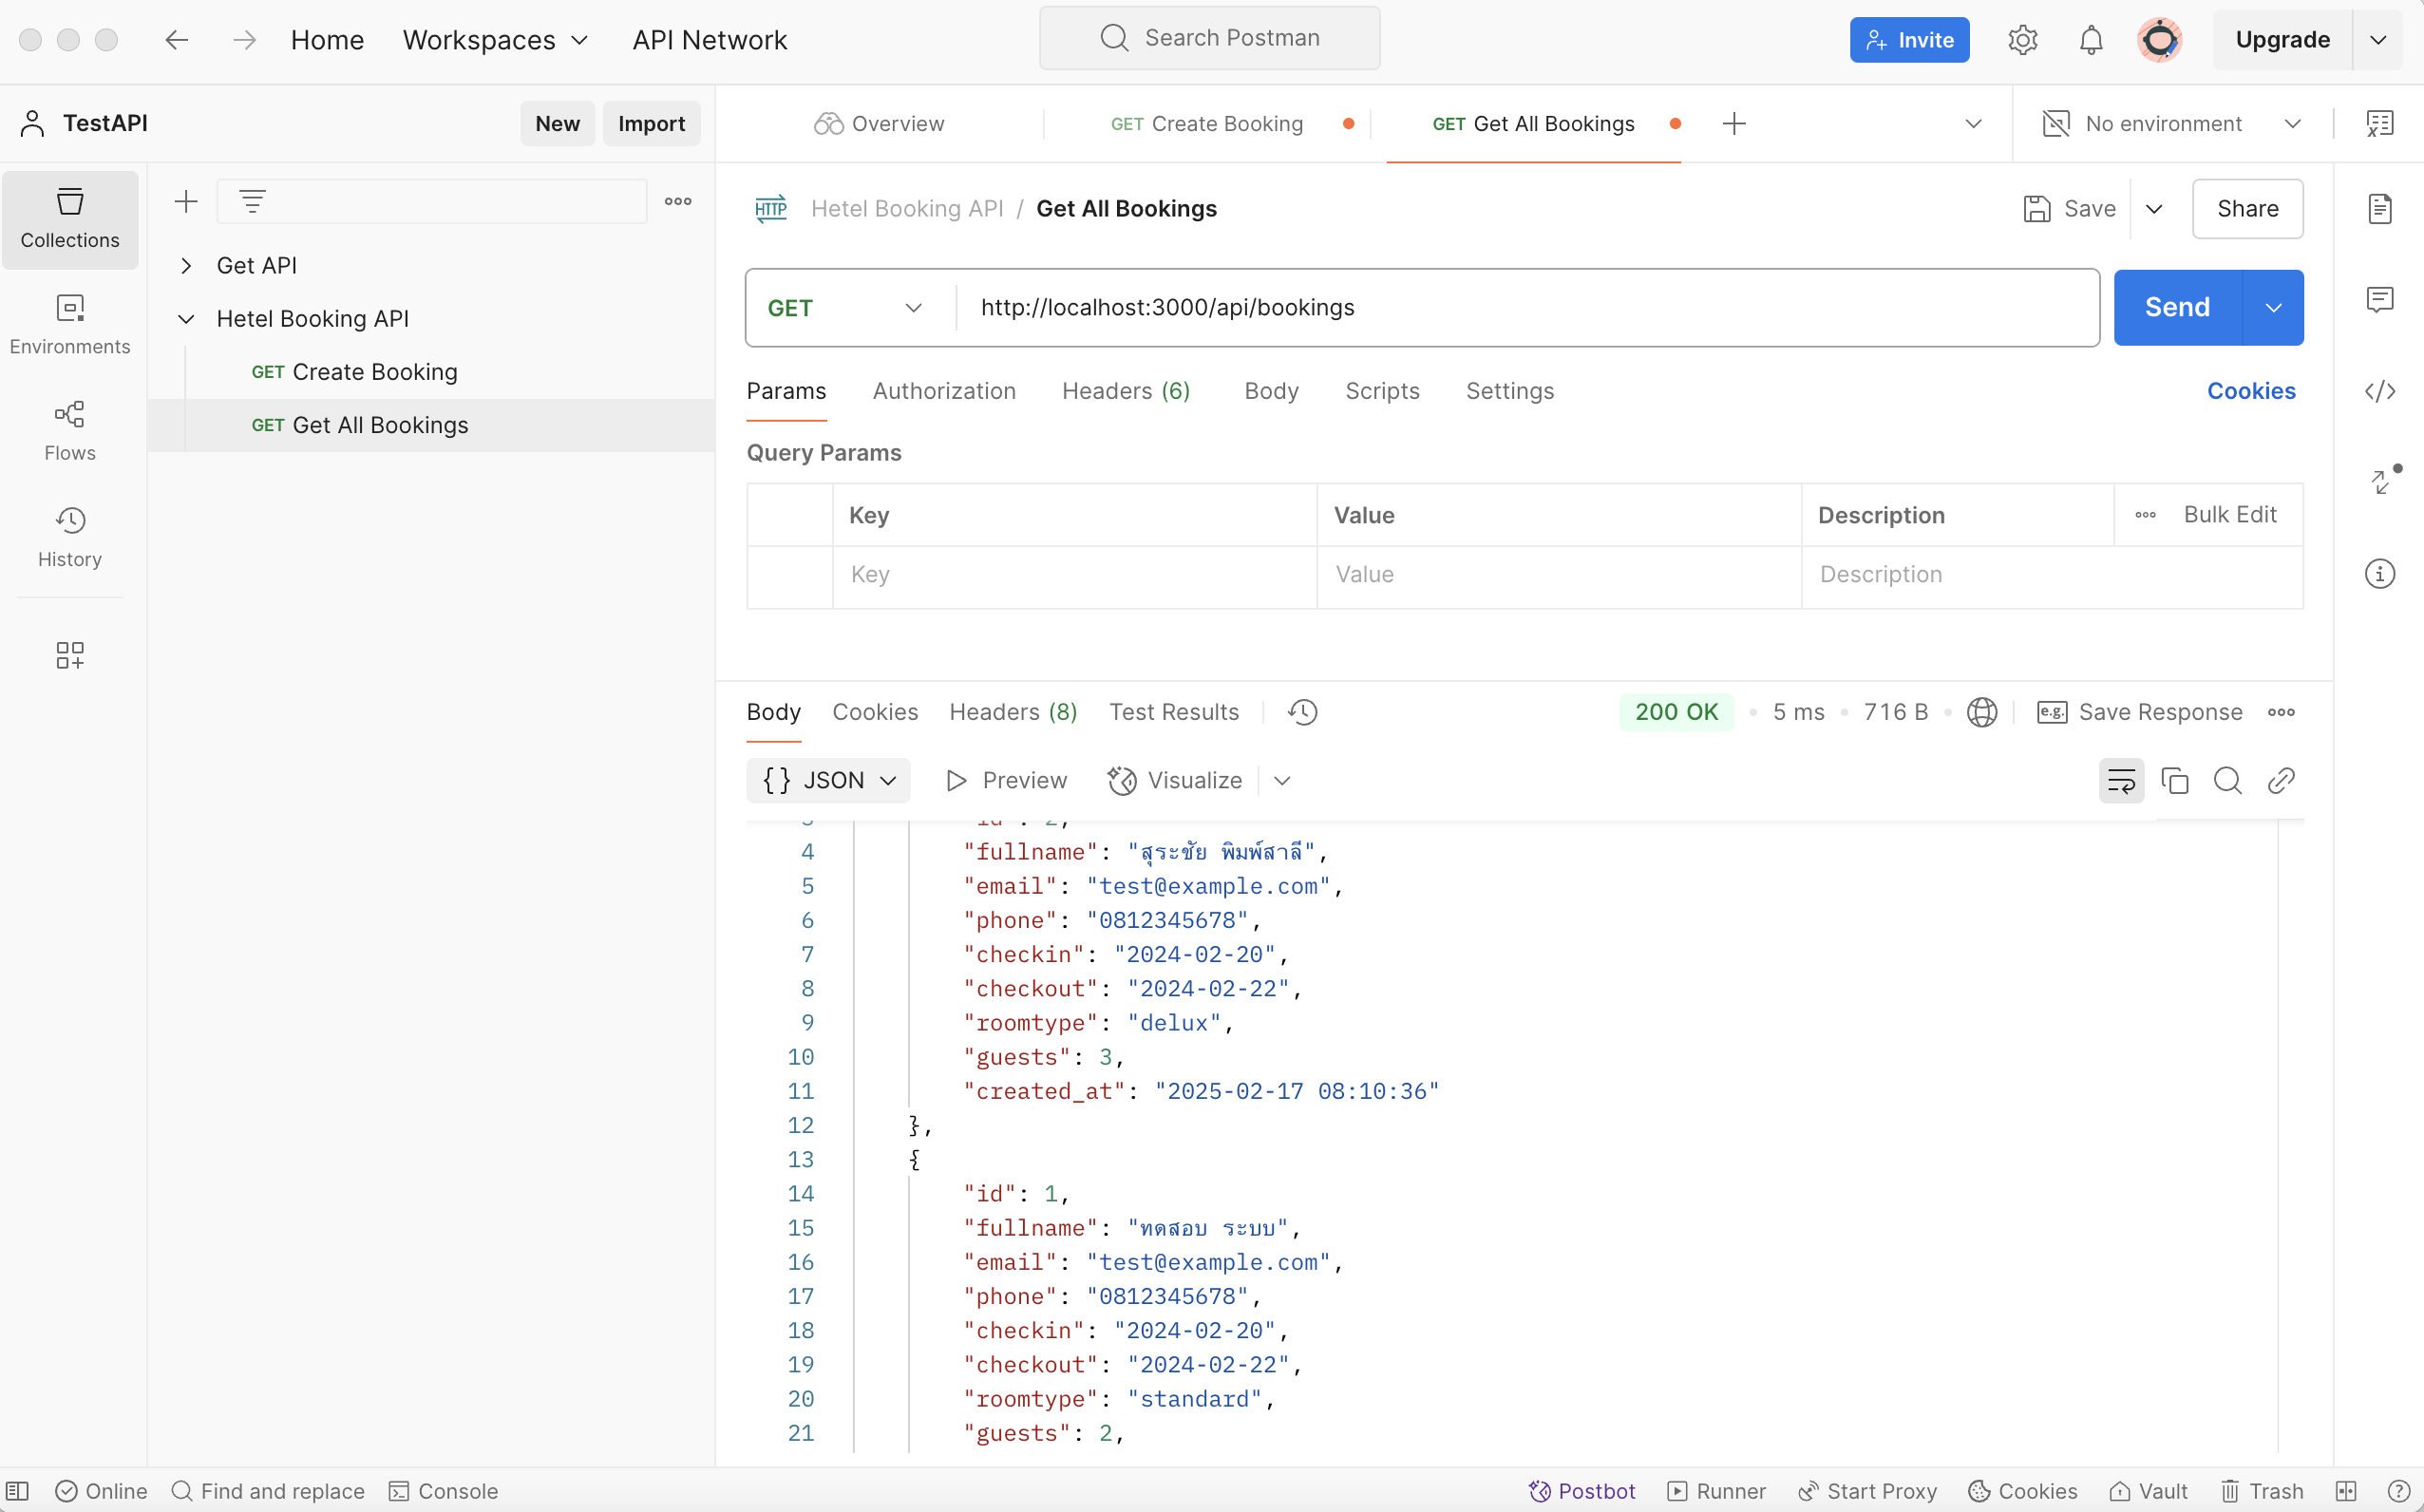 Home Workspaces API Network Search Postman Invite Upgrade
TestAPI New Import Overview GET Create Booking GET Get All Bookings No environment
Collections
Environments
Flows
History
Get API
Hetel Booking API
GET Create Booking
GET Get All Bookings
HTTP Hetel Booking API / Get All Bookings Save Share
GET http://localhost:3000/api/bookings Send
Params Authorization Headers (6) Body Scripts Settings Cookies
Query Params
Key Value Description Bulk Edit
Key Value Description
Body Cookies Headers (8) Test Results 200 OK 5 ms 716 B e.g. Save Response
{} JSON Preview Visualize
4 "fullname": "สุระชัย พิมพ์สาลี",
5 "email": "test@example.com",
6 "phone": "0812345678",
7 "checkin": "2024-02-20",
8 "checkout": "2024-02-22",
9 "roomtype": "delux",
10 "guests": 3,
11 "created_at": "2025-02-17 08:10:36"
12 },
13 {
14 "id": 1,
15 "fullname": "ทดสอบ ระบบ",
16 "email": "test@example.com",
17 "phone": "0812345678",
18 "checkin": "2024-02-20",
19 "checkout": "2024-02-22",
20 "roomtype": "standard",
21 "guests": 2,
Online Find and replace Console Postbot Runner Start Proxy Cookies Vault Trash